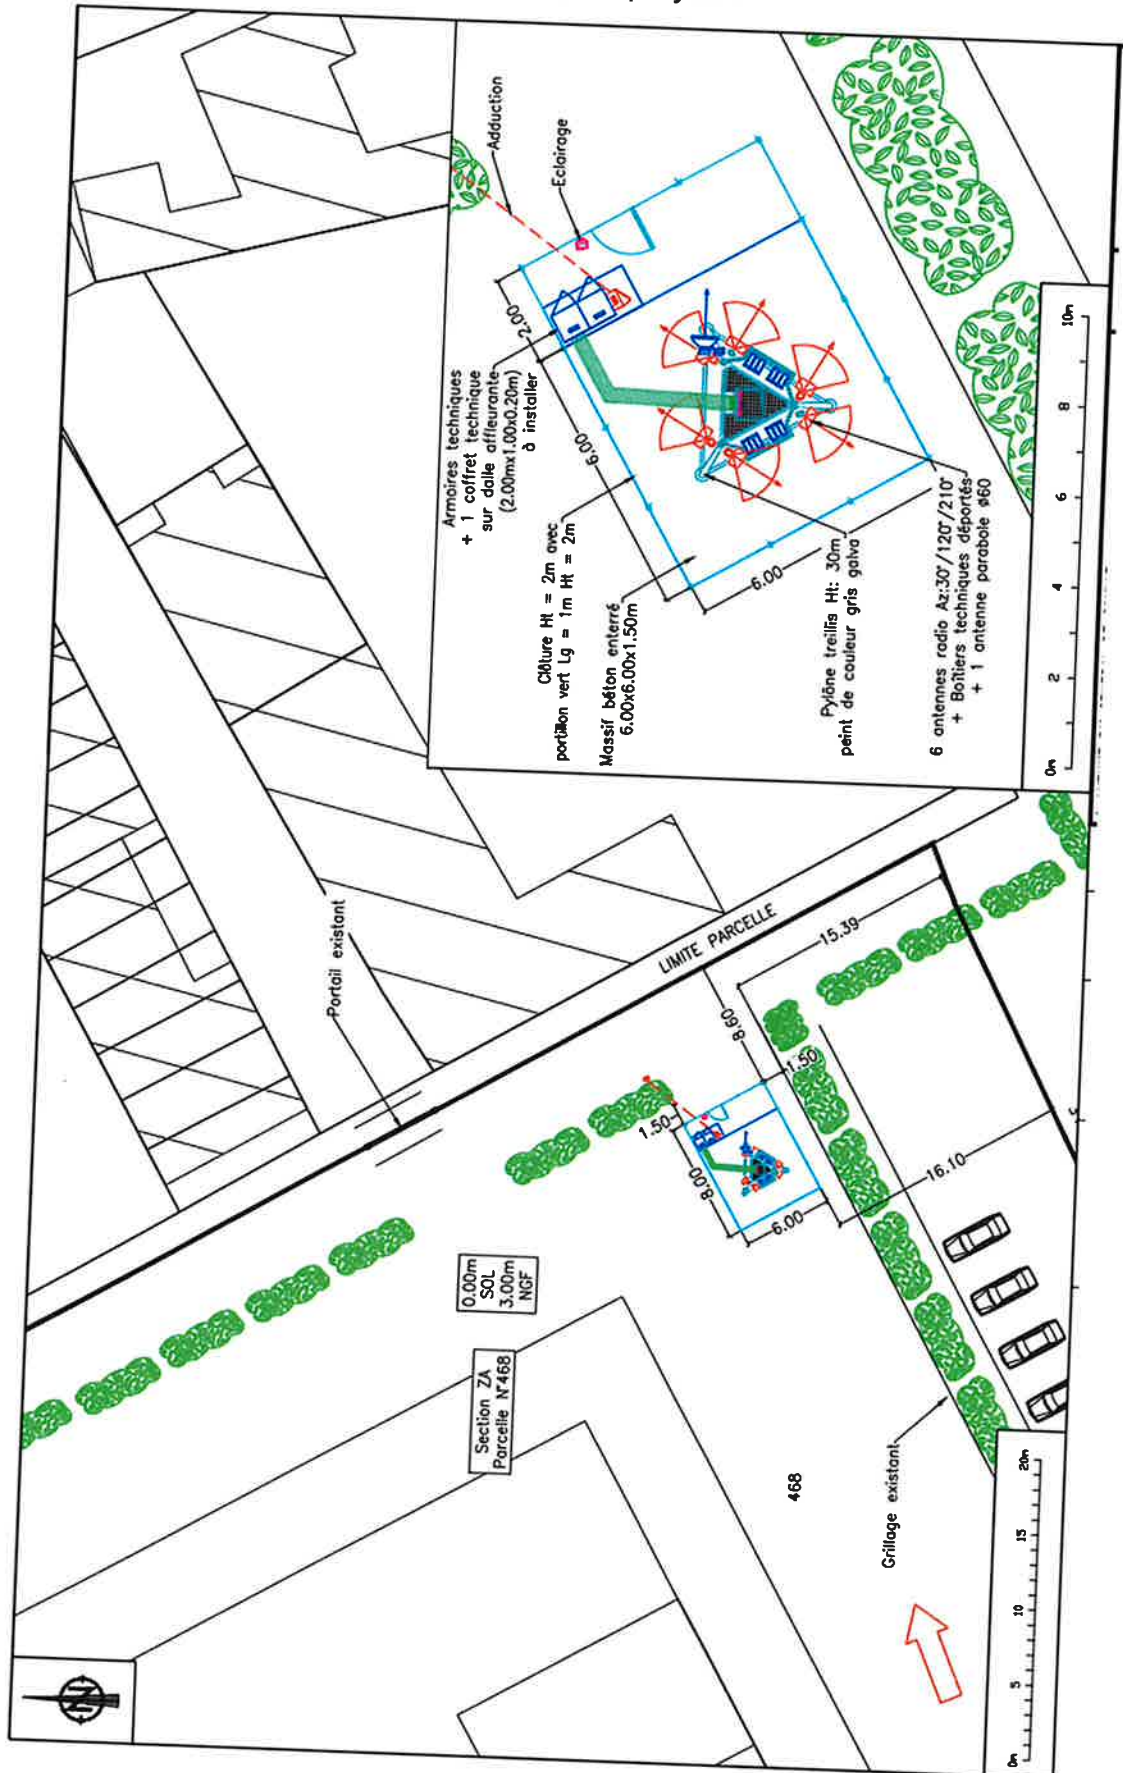 Adduction
Eclairage
Armoires techniques
+ 1 coffret technique
sur dalle affleurante
(2.00mx1.00x0.20m)
à installer
2.00
6.00
6.00
Clôture Ht = 2m avec
portillon vert Lg = 1m Ht = 2m
Massif béton enterré
6.00x6.00x1.50m
Pylône treillis Ht: 30m
peint de couleur gris galva
6 antennes radio Az:30°/120°/210°
+ Boîtiers techniques déportés
+ 1 antenne parabole ø60
0m
2
4
6
8
10m
Portail existant
LIMITE PARCELLE
15.39
8.60
1.50
1.50
8.00
6.00
16.10
0.00m
SOL
3.00m
NGF
Section ZA
Parcelle N°468
468
Grillage existant
N
0m
5
10
15
20m